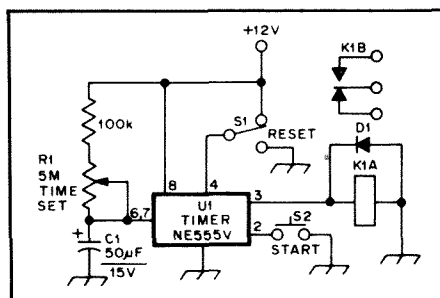 +12V
K1B
100k
S1
RESET
D1
R1
5M
TIME
SET
K1A
8
4
6,7
3
U1
TIMER
NE555V
2
S2
START
+
C1
50µF
15V